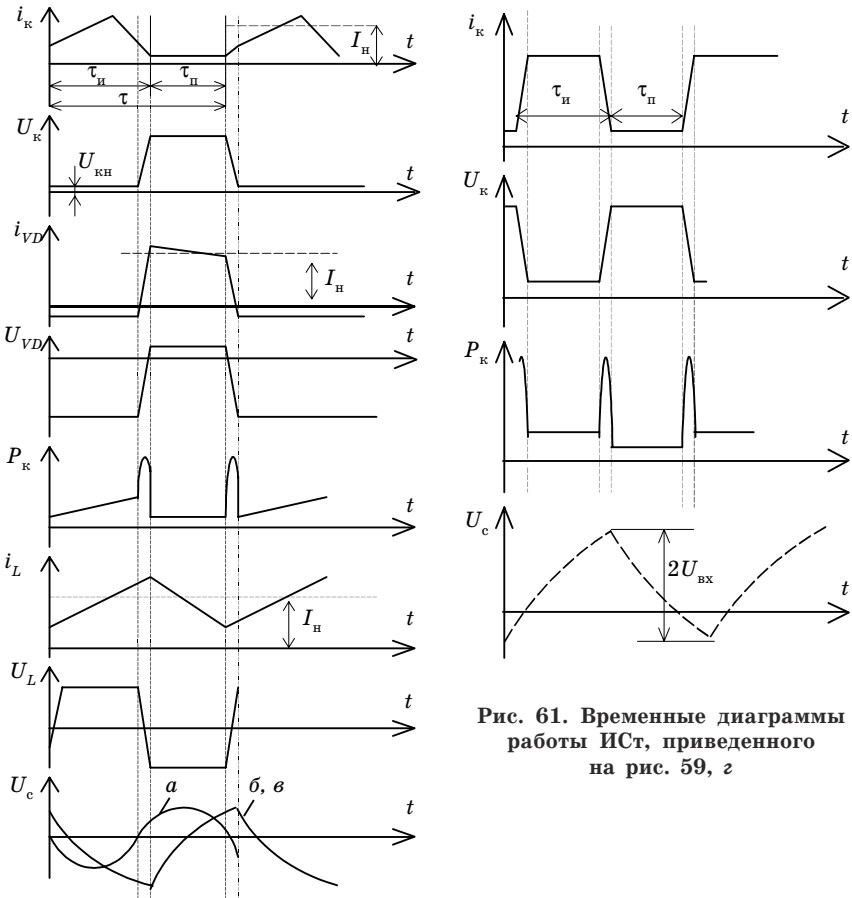 iк
Iн
t
τи
τп
τ
Uк
Uкн
t
iVD
Iн
t
UVD
t
Pк
t
iL
Iн
t
UL
t
Uс
а
б, в
t
iк
τи
τп
t
Uк
t
Pк
t
Uс
2Uвх
t
Рис. 61. Временные диаграммы
работы ИСт, приведенного
на рис. 59, г